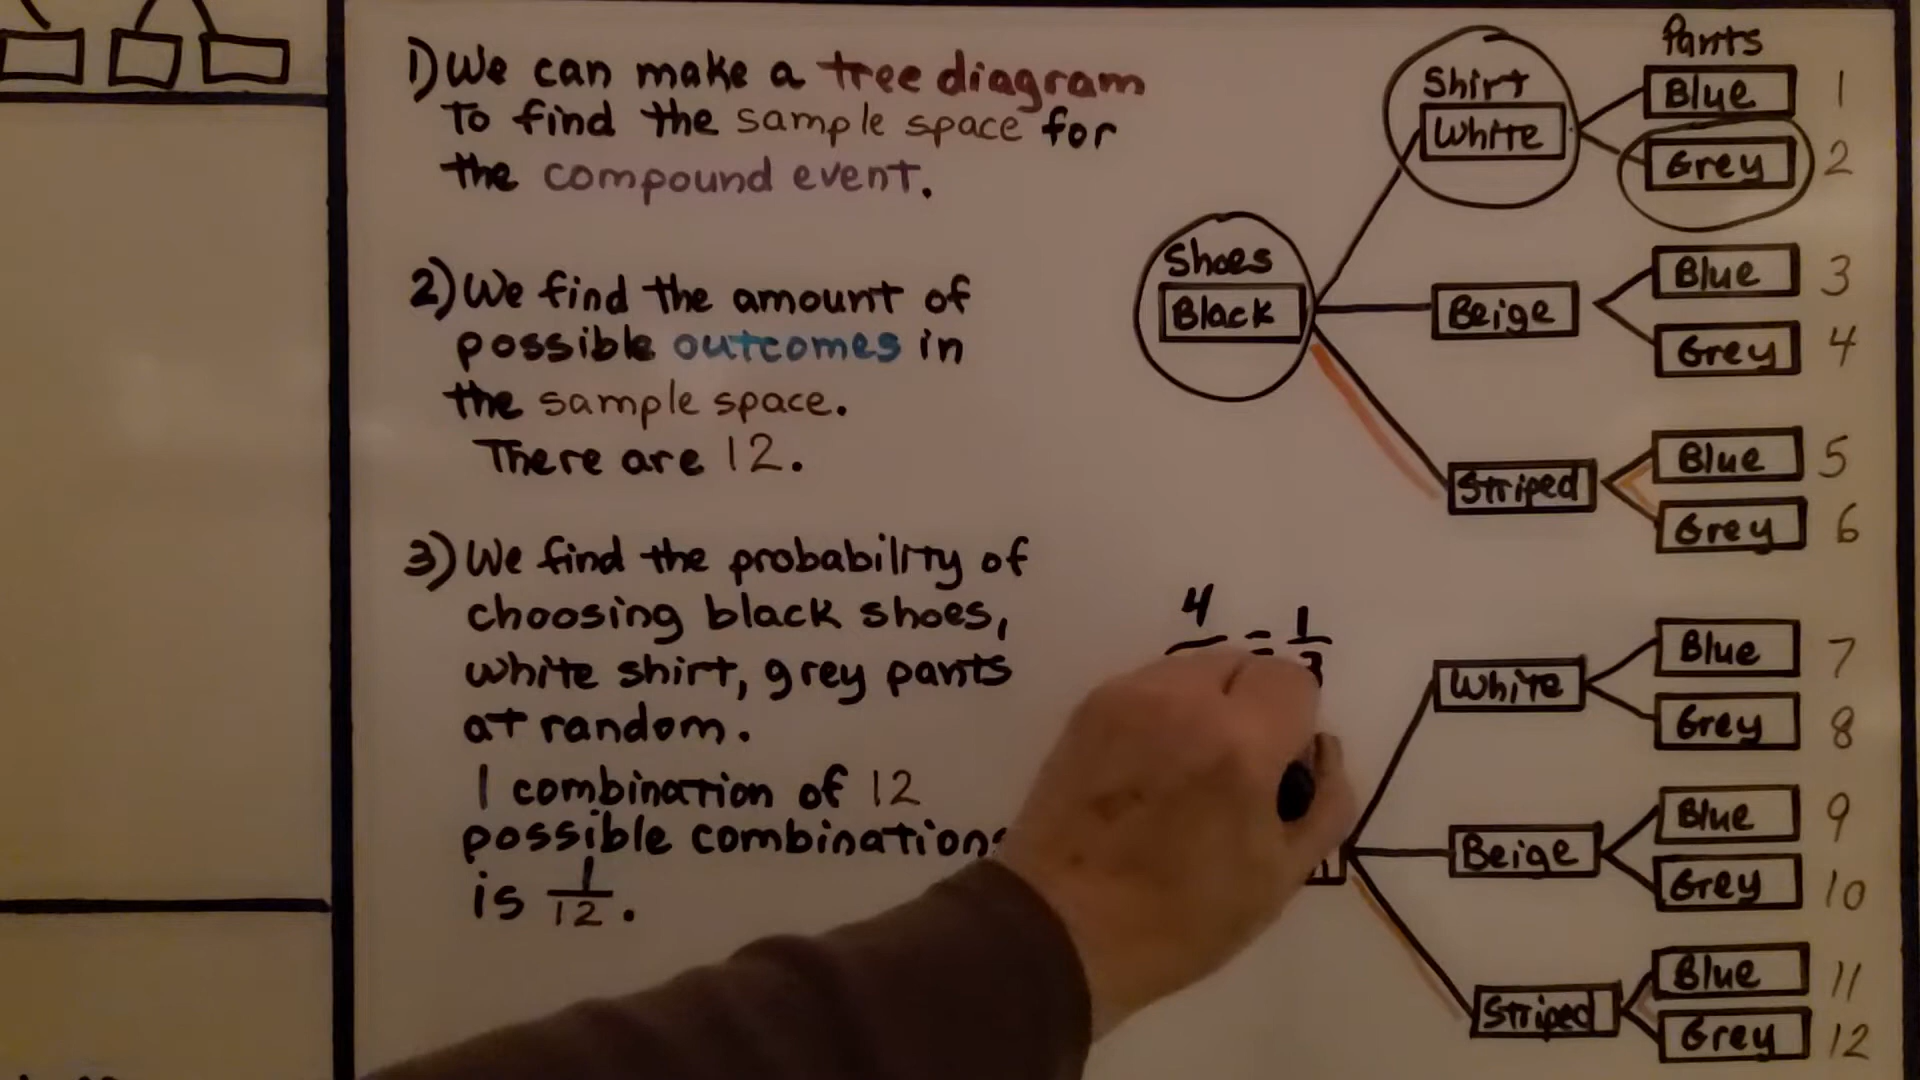 1) We can make a tree diagram
To find the sample space for
the compound event.
2) We find the amount of
possible outcomes in
the sample space.
There are 12.
3) We find the probability of
choosing black shoes,
white shirt, grey pants
at random.
1 combination of 12
possible combinations
is 1/12.
Shoes
Black
Shirt
White
Pants
Blue 1
Grey 2
Beige
Blue 3
Grey 4
Striped
Blue 5
Grey 6
4 = 1
White
Blue 7
Grey 8
Beige
Blue 9
Grey 10
Striped
Blue 11
Grey 12